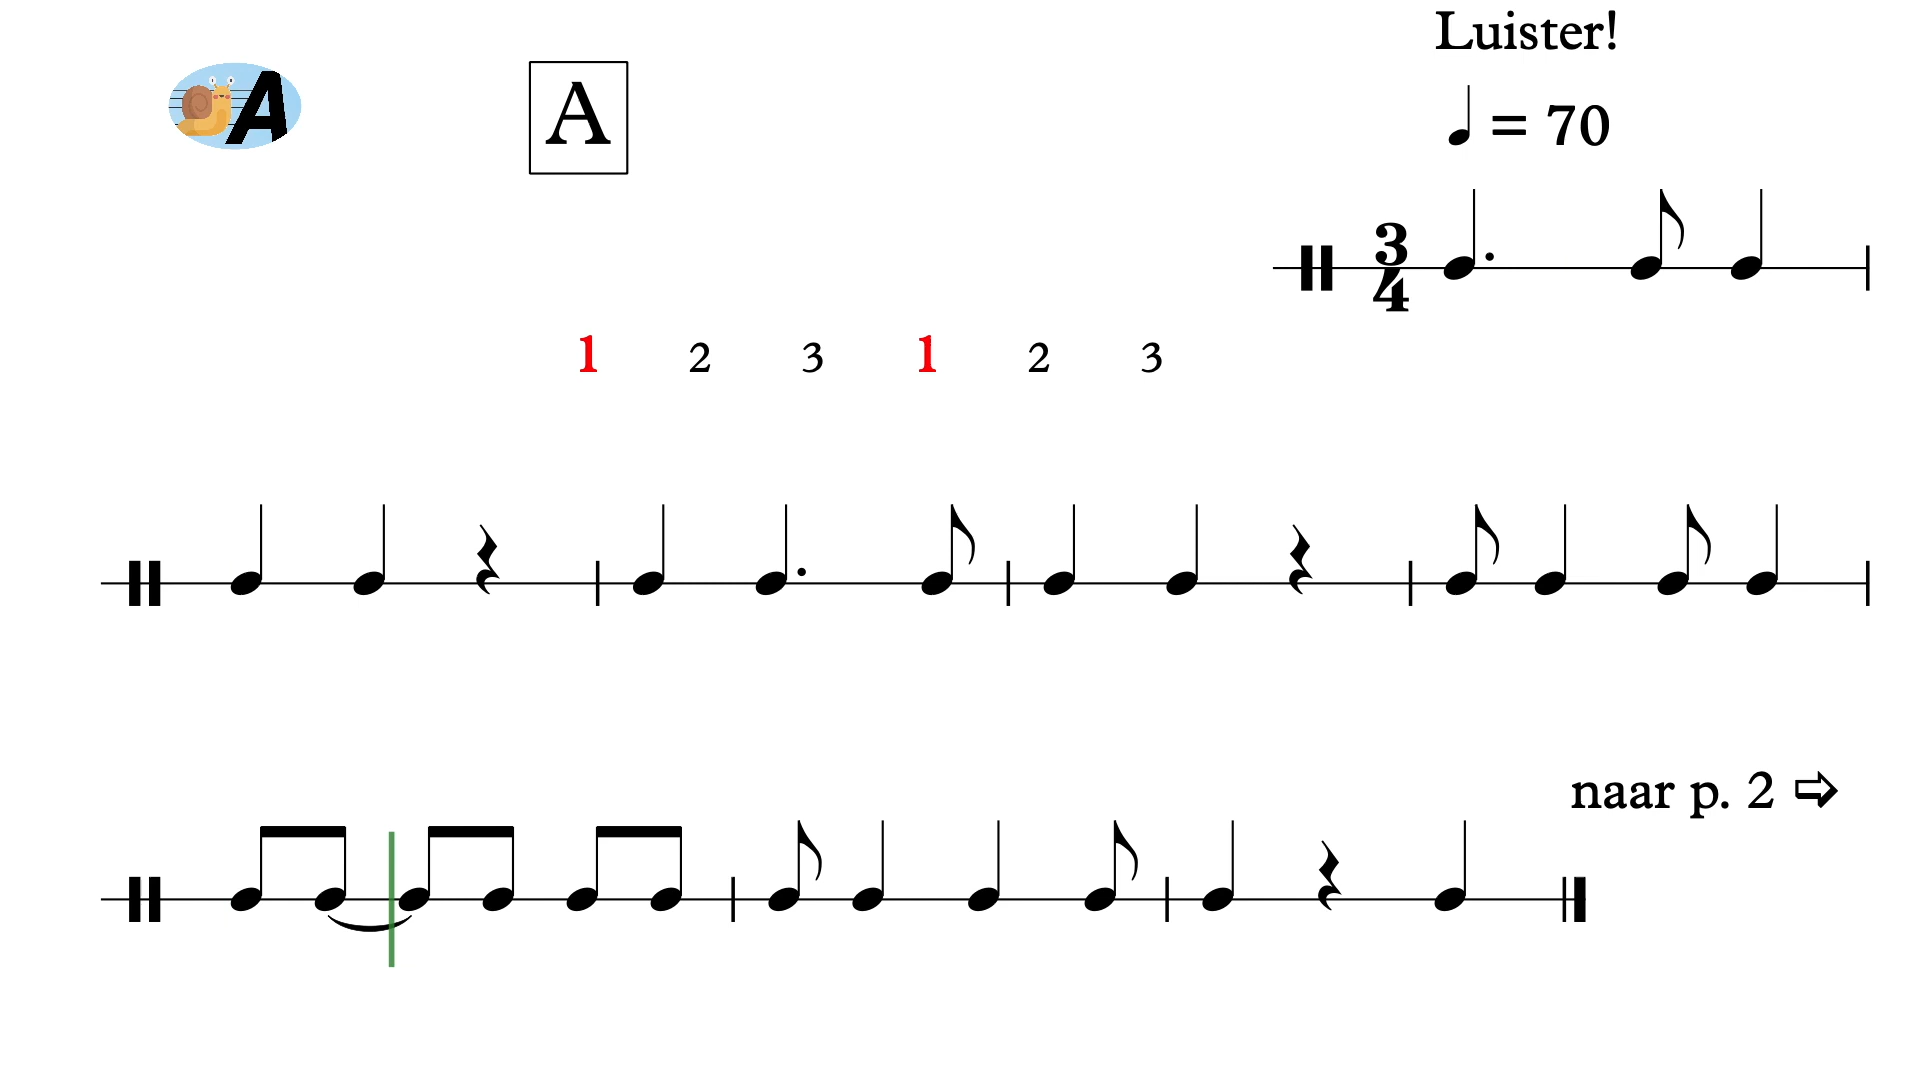 Luister!
A
A
♩ = 70
3
4
1 2 3 1 2 3
naar p. 2 ⇨